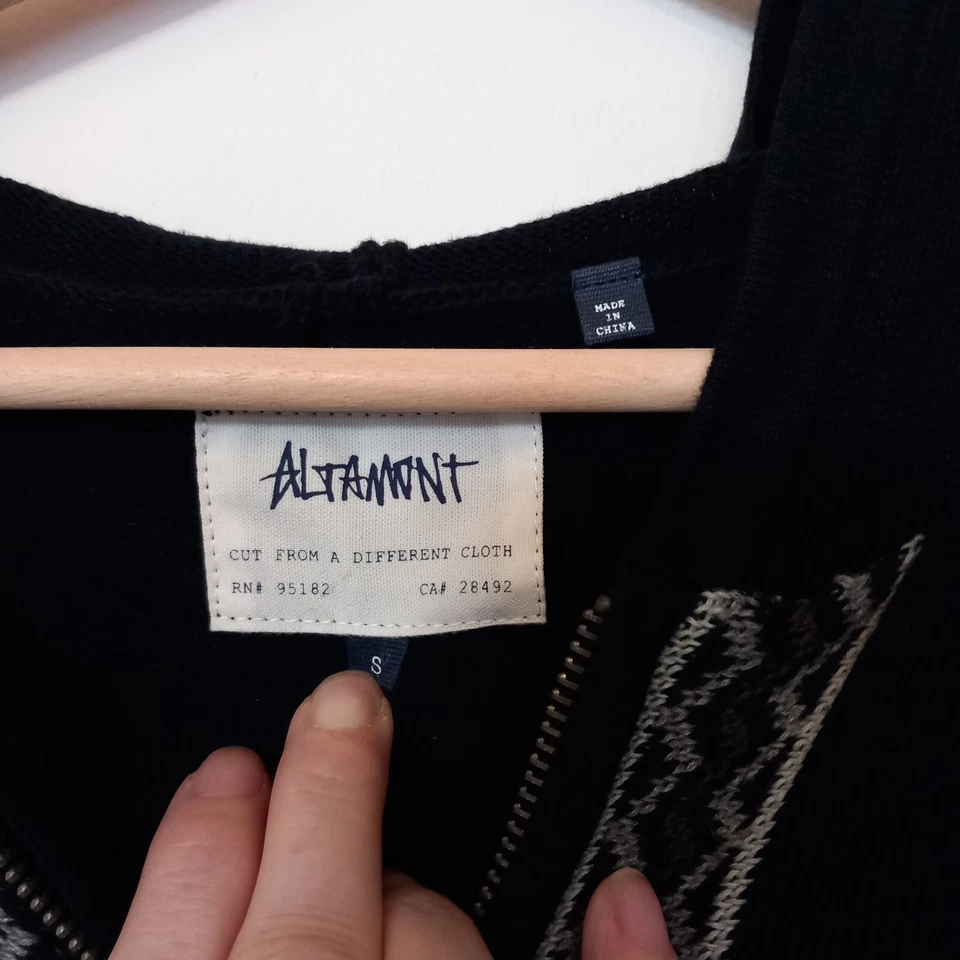 MADE
IN
CHINA
ALTAMONT
CUT FROM A DIFFERENT CLOTH
RN# 95182 CA# 28492
S